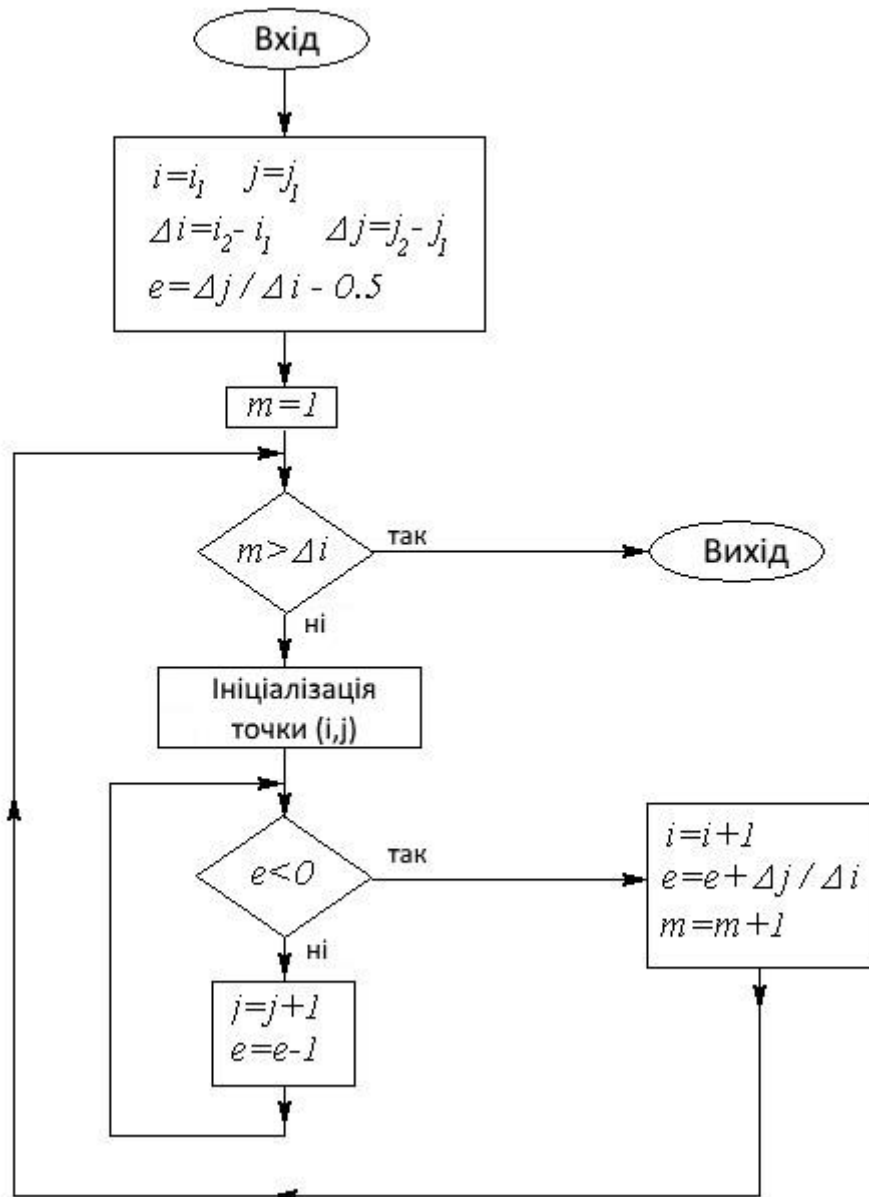 Вхід
i=i₁ j=j₁
Δi=i₂-i₁ Δj=j₂-j₁
e=Δj/Δi-0.5
m=1
m>Δi
так
Вихід
ні
Ініціалізація
точки (i,j)
e<0
так
i=i+1
e=e+Δj/Δi
m=m+1
ні
j=j+1
e=e-1